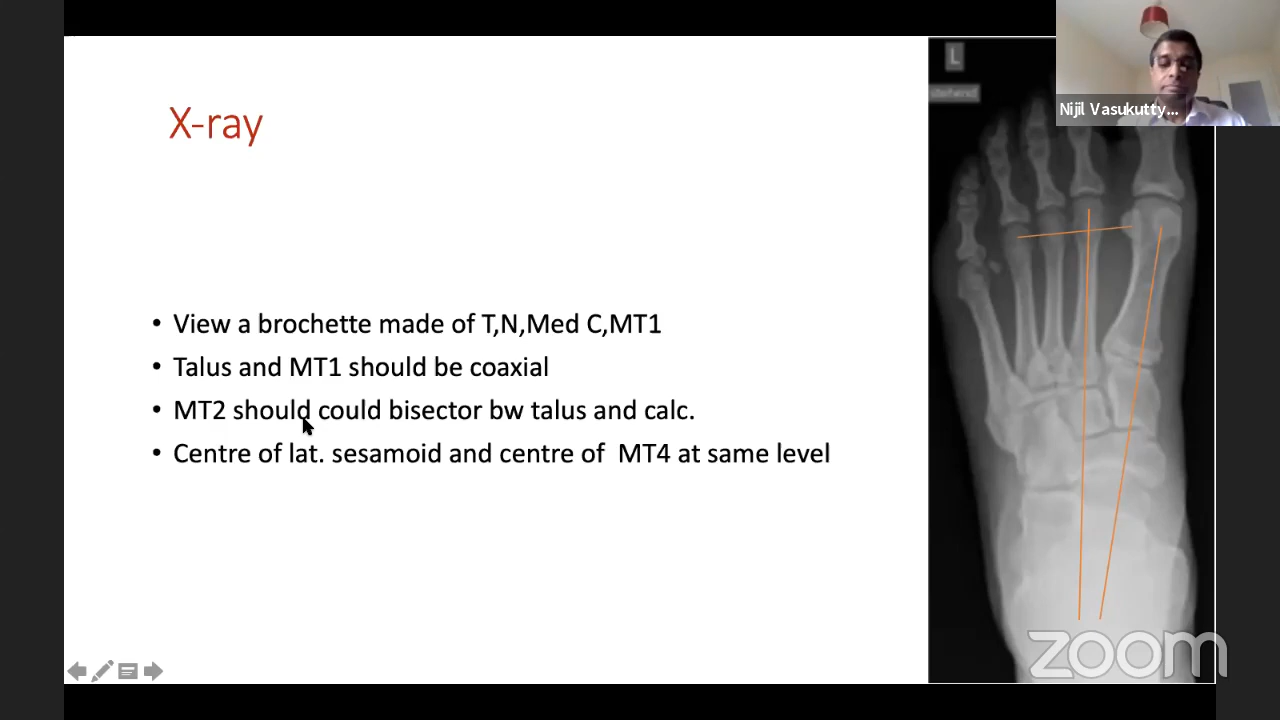 L
Nijil Vasukutty...
X-ray
• View a brochette made of T,N,Med C,MT1
• Talus and MT1 should be coaxial
• MT2 should could bisector bw talus and calc.
• Centre of lat. sesamoid and centre of MT4 at same level
zoom